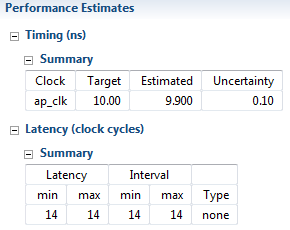 Performance Estimates
Timing (ns)
Summary
Clock Target Estimated Uncertainty
ap_clk 10.00 9.900 0.10
Latency (clock cycles)
Summary
Latency Interval
min max min max Type
14 14 14 14 none